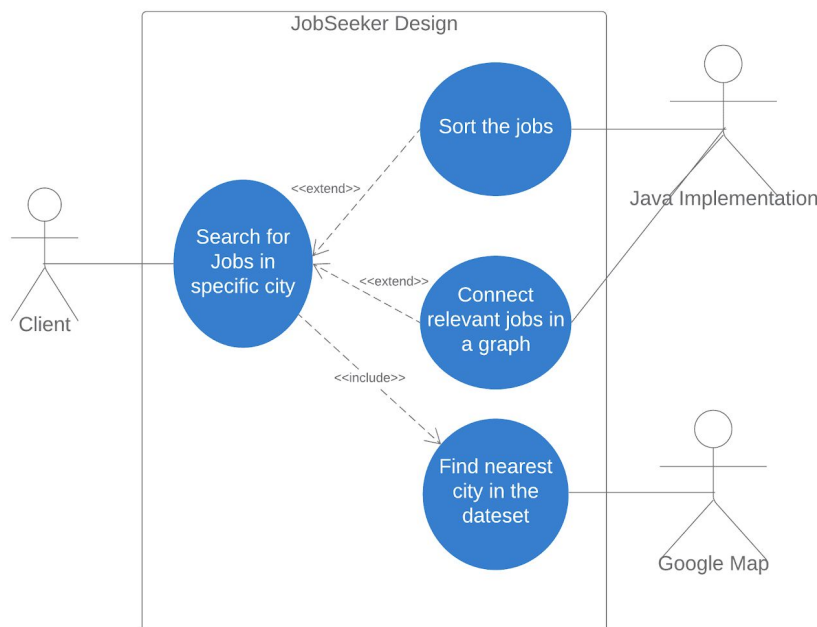 JobSeeker Design
Sort the jobs
Java Implementation
<<extend>>
Search for
Jobs in
specific city
Client
<<extend>>
Connect
relevant jobs in
a graph
<<include>>
Find nearest
city in the
dateset
Google Map